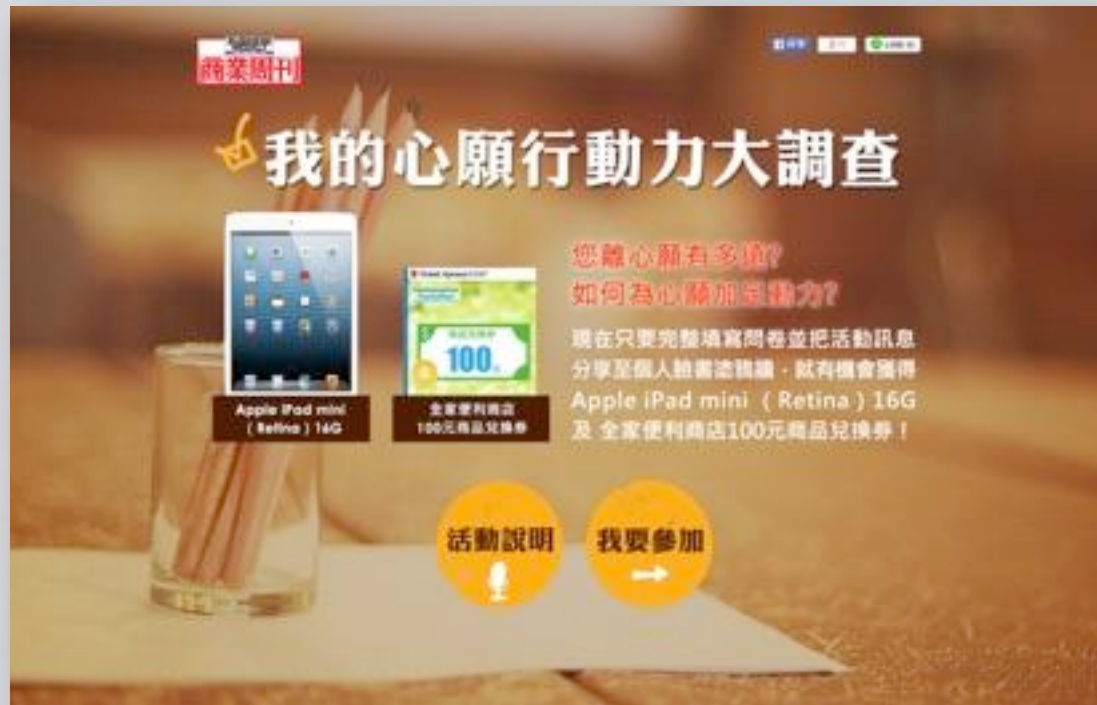 商業周刊
我的心願行動力大調查
您離心願有多遠?
如何為心願加足動力?
現在只要完整填寫問卷並把活動訊息
分享至個人臉書塗鴉牆，就有機會獲得
Apple iPad mini （Retina）16G
及 全家便利商店100元商品兌換券！
100
Apple iPad mini
（Retina）16G
全家便利商店
100元商品兌換券
活動說明
我要參加